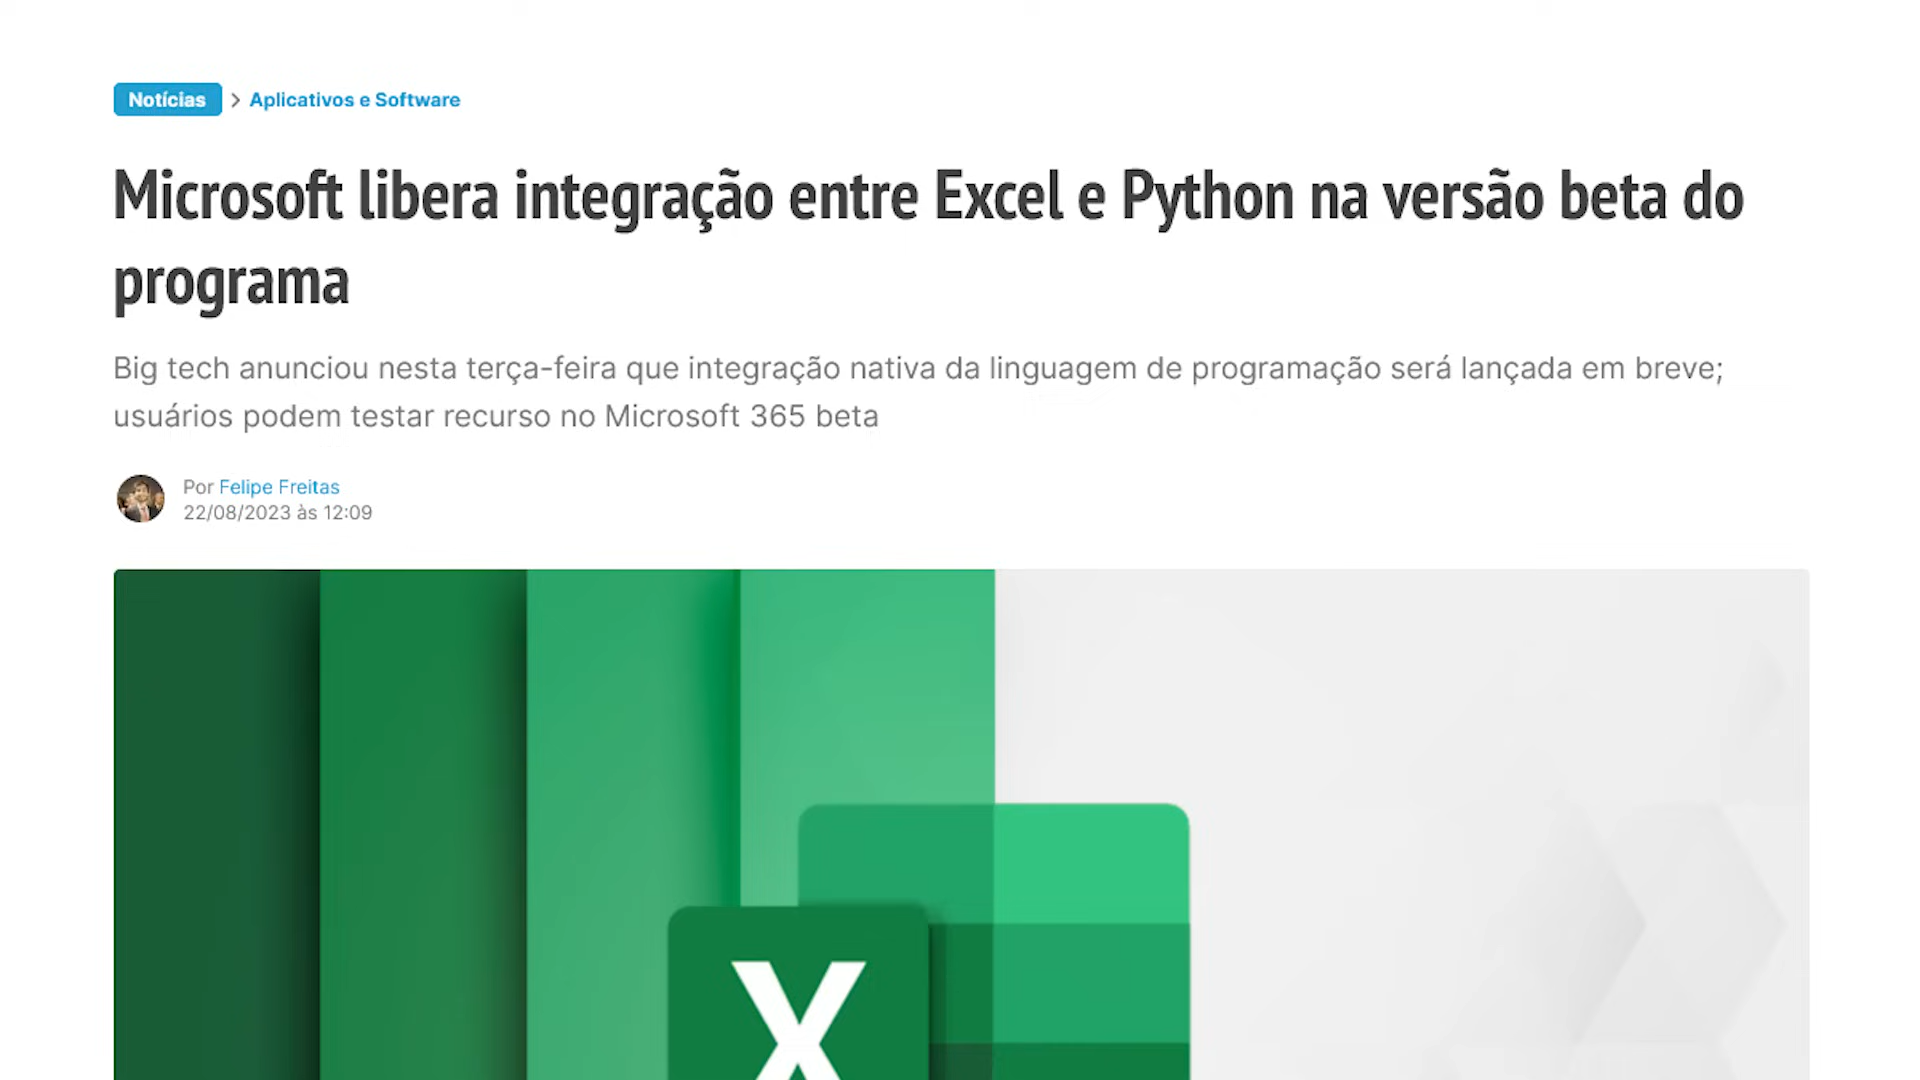 Notícias > Aplicativos e Software
Microsoft libera integração entre Excel e Python na versão beta do
programa
Big tech anunciou nesta terça-feira que integração nativa da linguagem de programação será lançada em breve;
usuários podem testar recurso no Microsoft 365 beta
Por Felipe Freitas
22/08/2023 às 12:09
X